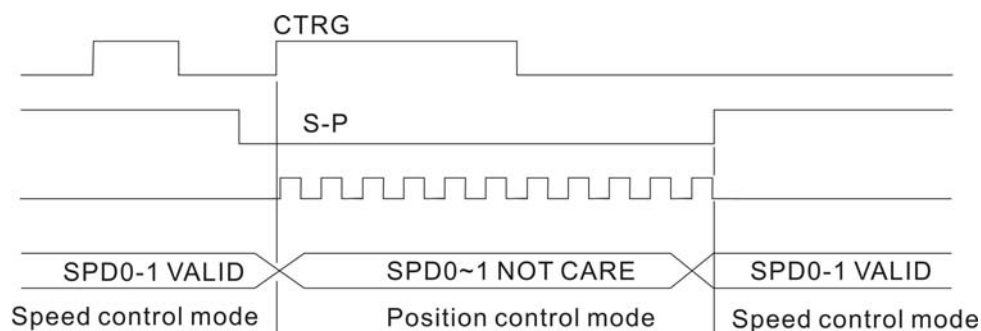 CTRG
S-P
SPD0-1 VALID
SPD0~1 NOT CARE
SPD0-1 VALID
Speed control mode
Position control mode
Speed control mode